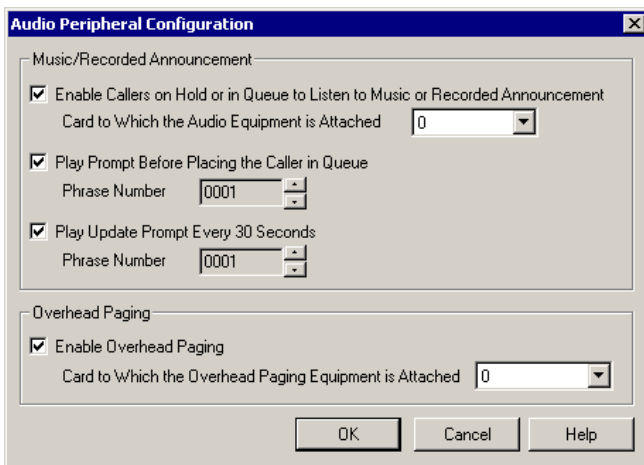 Audio Peripheral Configuration
Music/Recorded Announcement
Enable Callers on Hold or in Queue to Listen to Music or Recorded Announcement
Card to Which the Audio Equipment is Attached 0
Play Prompt Before Placing the Caller in Queue
Phrase Number 0001
Play Update Prompt Every 30 Seconds
Phrase Number 0001
Overhead Paging
Enable Overhead Paging
Card to Which the Overhead Paging Equipment is Attached 0
OK Cancel Help